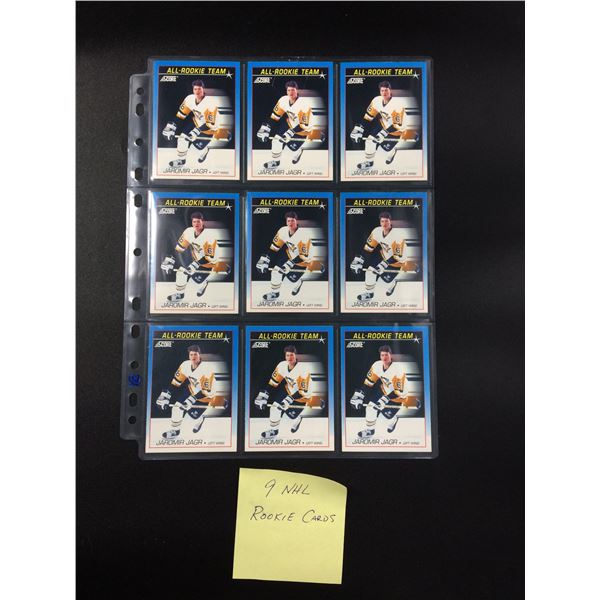 ALL-ROOKIE TEAM ALL-ROOKIE TEAM ALL-ROOKIE TEAM
SCORE SCORE SCORE
JAROMIR JAGR • LEFT WING JAROMIR JAGR • LEFT WING JAROMIR JAGR • LEFT WING
ALL-ROOKIE TEAM ALL-ROOKIE TEAM ALL-ROOKIE TEAM
SCORE SCORE SCORE
JAROMIR JAGR • LEFT WING JAROMIR JAGR • LEFT WING JAROMIR JAGR • LEFT WING
ALL-ROOKIE TEAM ALL-ROOKIE TEAM ALL-ROOKIE TEAM
SCORE SCORE SCORE
JAROMIR JAGR • LEFT WING JAROMIR JAGR • LEFT WING JAROMIR JAGR • LEFT WING
9 NHL
ROOKIE CARDS